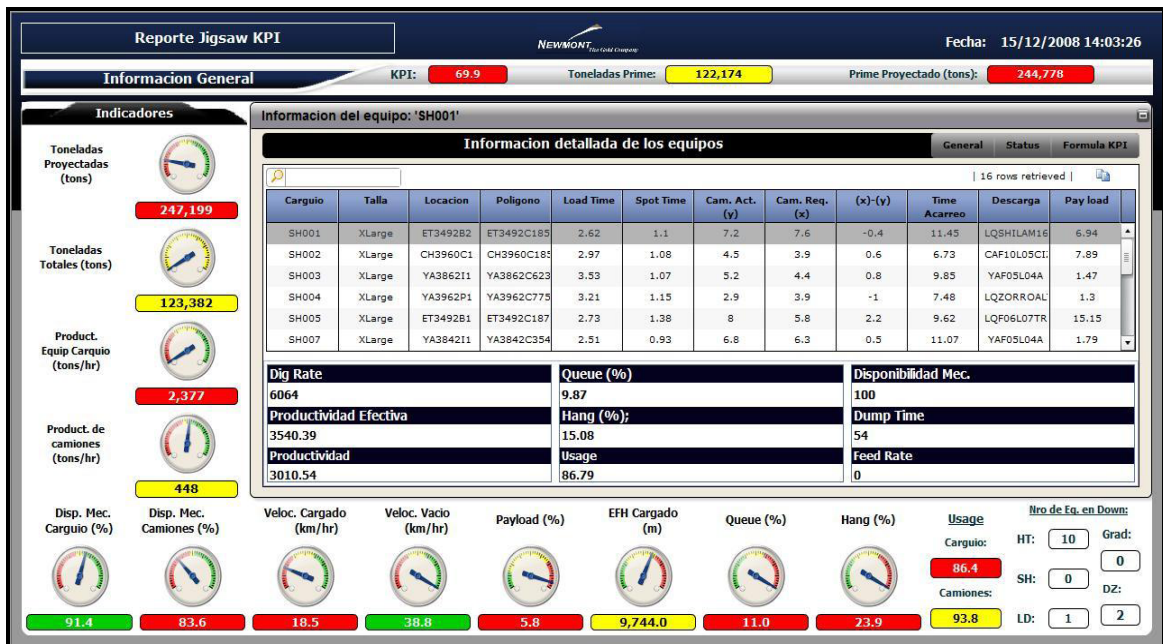 Reporte Jigsaw KPI
NEWMONT
The Gold Company
Fecha: 15/12/2008 14:03:26
Informacion General
KPI: 69.9
Toneladas Prime: 122,174
Prime Proyectado (tons): 244,778
Indicadores
Toneladas
Proyectadas
(tons)
247,199
Toneladas
Totales (tons)
123,382
Product.
Equip Carquio
(tons/hr)
2,377
Product. de
camiones
(tons/hr)
448
Informacion del equipo: 'SH001'
Informacion detallada de los equipos
General Status Formula KPI
| 16 rows retrieved |
Carguio Talla Locacion Poligono Load Time Spot Time Cam. Act. (y) Cam. Req. (x) (x)-(y) Time Acarreo Descarga Pay load
SH001 XLarge ET3492B2 ET3492C185 2.62 1.1 7.2 7.6 -0.4 11.45 LQSHILAM16 6.94
SH002 XLarge CH3960C1 CH3960C185 2.97 1.08 4.5 3.9 0.6 6.73 CAF10L05CI 7.89
SH003 XLarge YA3862I1 YA3862C623 3.53 1.07 5.2 4.4 0.8 9.85 YAF05L04A 1.47
SH004 XLarge YA3962P1 YA3962C775 3.21 1.15 2.9 3.9 -1 7.48 LQZORROAL 1.3
SH005 XLarge ET3492B1 ET3492C187 2.73 1.38 8 5.8 2.2 9.62 LQF06L07TR 15.15
SH007 XLarge YA3842I1 YA3842C354 2.51 0.93 6.8 6.3 0.5 11.07 YAF05L04A 1.79
Dig Rate Queue (%) Disponibilidad Mec.
6064 9.87 100
Productividad Efectiva Hang (%); Dump Time
3540.39 15.08 54
Productividad Usage Feed Rate
3010.54 86.79 0
Disp. Mec.
Carguio (%)
91.4
Disp. Mec.
Camiones (%)
83.6
Veloc. Cargado
(km/hr)
18.5
Veloc. Vacio
(km/hr)
38.8
Payload (%)
5.8
EFH Cargado
(m)
9,744.0
Queue (%)
11.0
Hang (%)
23.9
Usage
Carguio:
86.4
Camiones:
93.8
Nro de Eq. en Down:
HT: 10
SH: 0
LD: 1
Grad:
0
DZ:
2